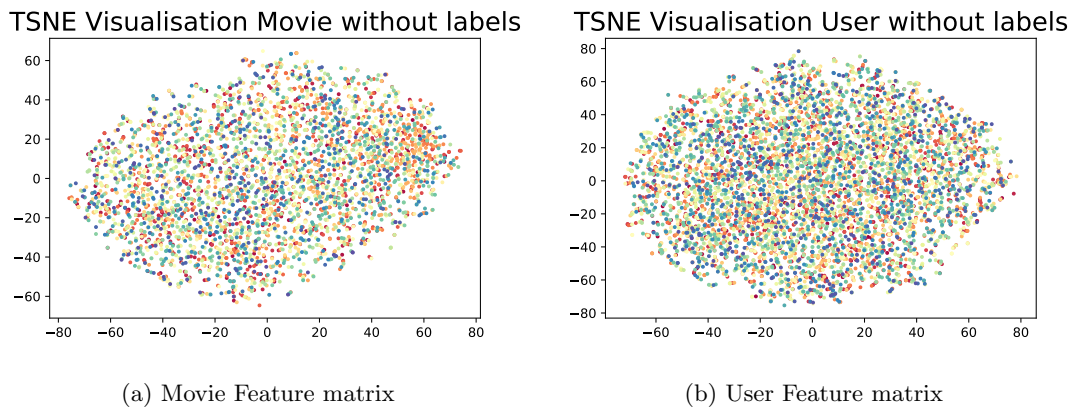 TSNE Visualisation Movie without labels
60
40
20
0
−20
−40
−60
−80 −60 −40 −20 0 20 40 60 80
(a) Movie Feature matrix
TSNE Visualisation User without labels
80
60
40
20
0
−20
−40
−60
−80
−60 −40 −20 0 20 40 60 80
(b) User Feature matrix